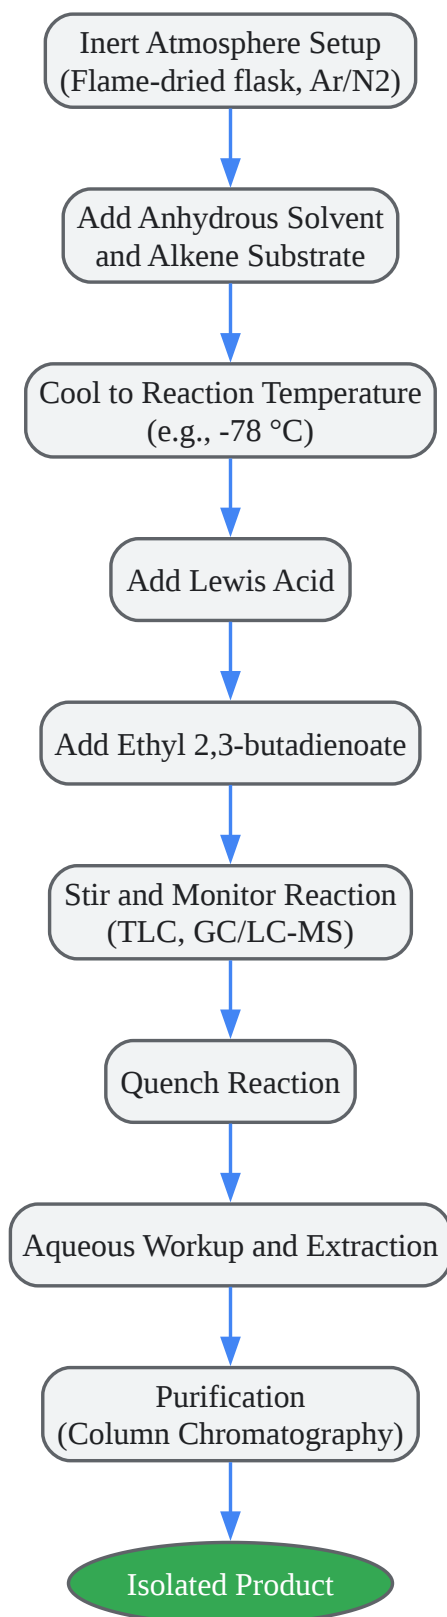 Inert Atmosphere Setup
(Flame-dried flask, Ar/N2)
Add Anhydrous Solvent
and Alkene Substrate
Cool to Reaction Temperature
(e.g., -78 °C)
Add Lewis Acid
Add Ethyl 2,3-butadienoate
Stir and Monitor Reaction
(TLC, GC/LC-MS)
Quench Reaction
Aqueous Workup and Extraction
Purification
(Column Chromatography)
Isolated Product